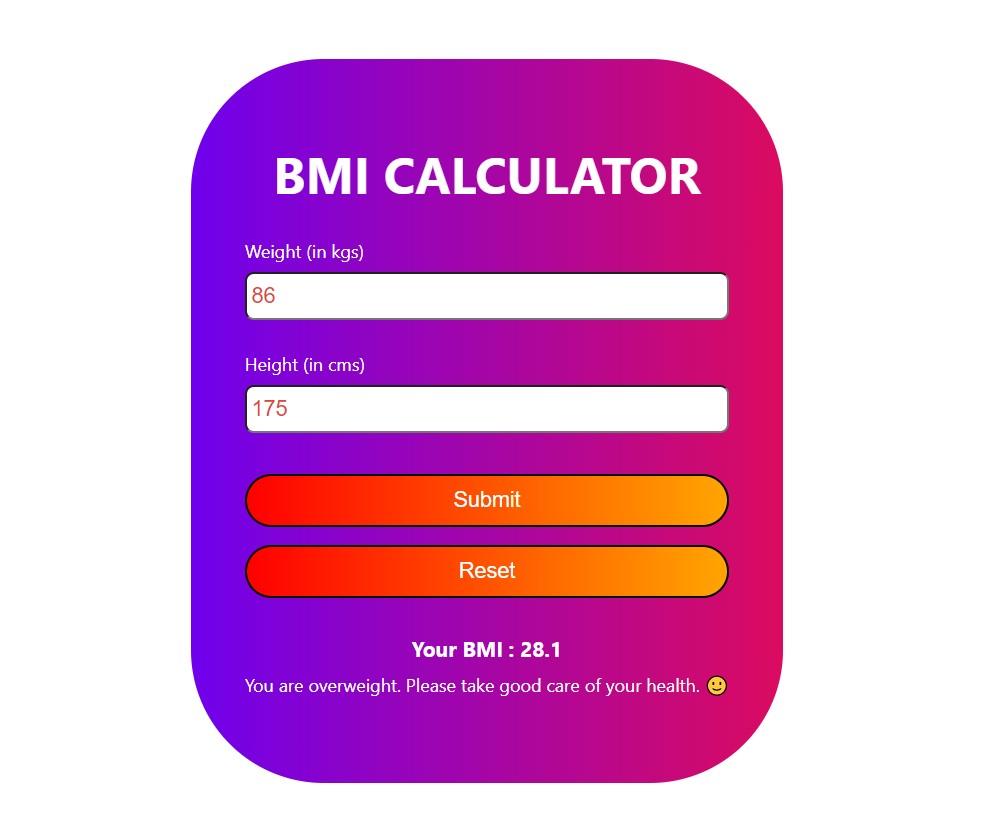 BMI CALCULATOR
Weight (in kgs)
86
Height (in cms)
175
Submit
Reset
Your BMI : 28.1
You are overweight. Please take good care of your health. 🙂